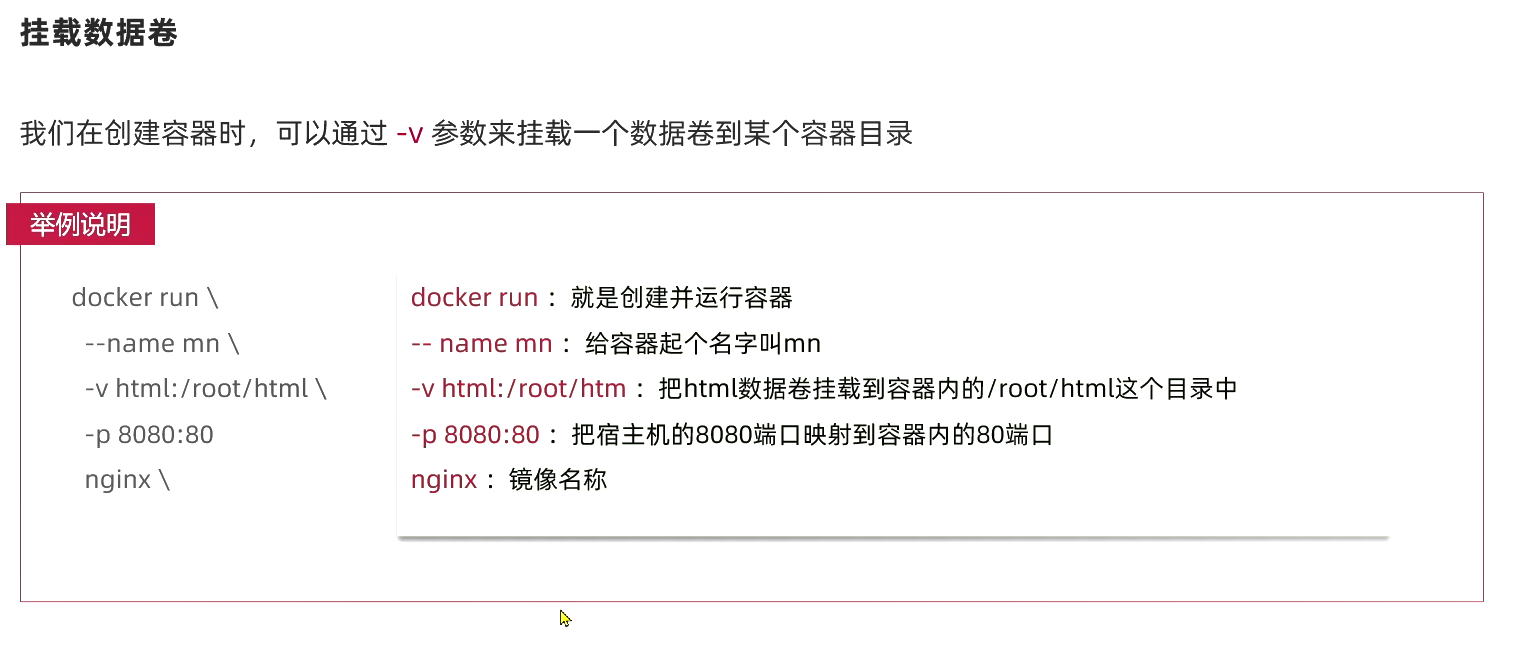 挂载数据卷
我们在创建容器时，可以通过 -v 参数来挂载一个数据卷到某个容器目录
举例说明
docker run \
--name mn \
-v html:/root/html \
-p 8080:80
nginx \
docker run ：就是创建并运行容器
-- name mn ：给容器起个名字叫mn
-v html:/root/htm ：把html数据卷挂载到容器内的/root/html这个目录中
-p 8080:80 ：把宿主机的8080端口映射到容器内的80端口
nginx ：镜像名称